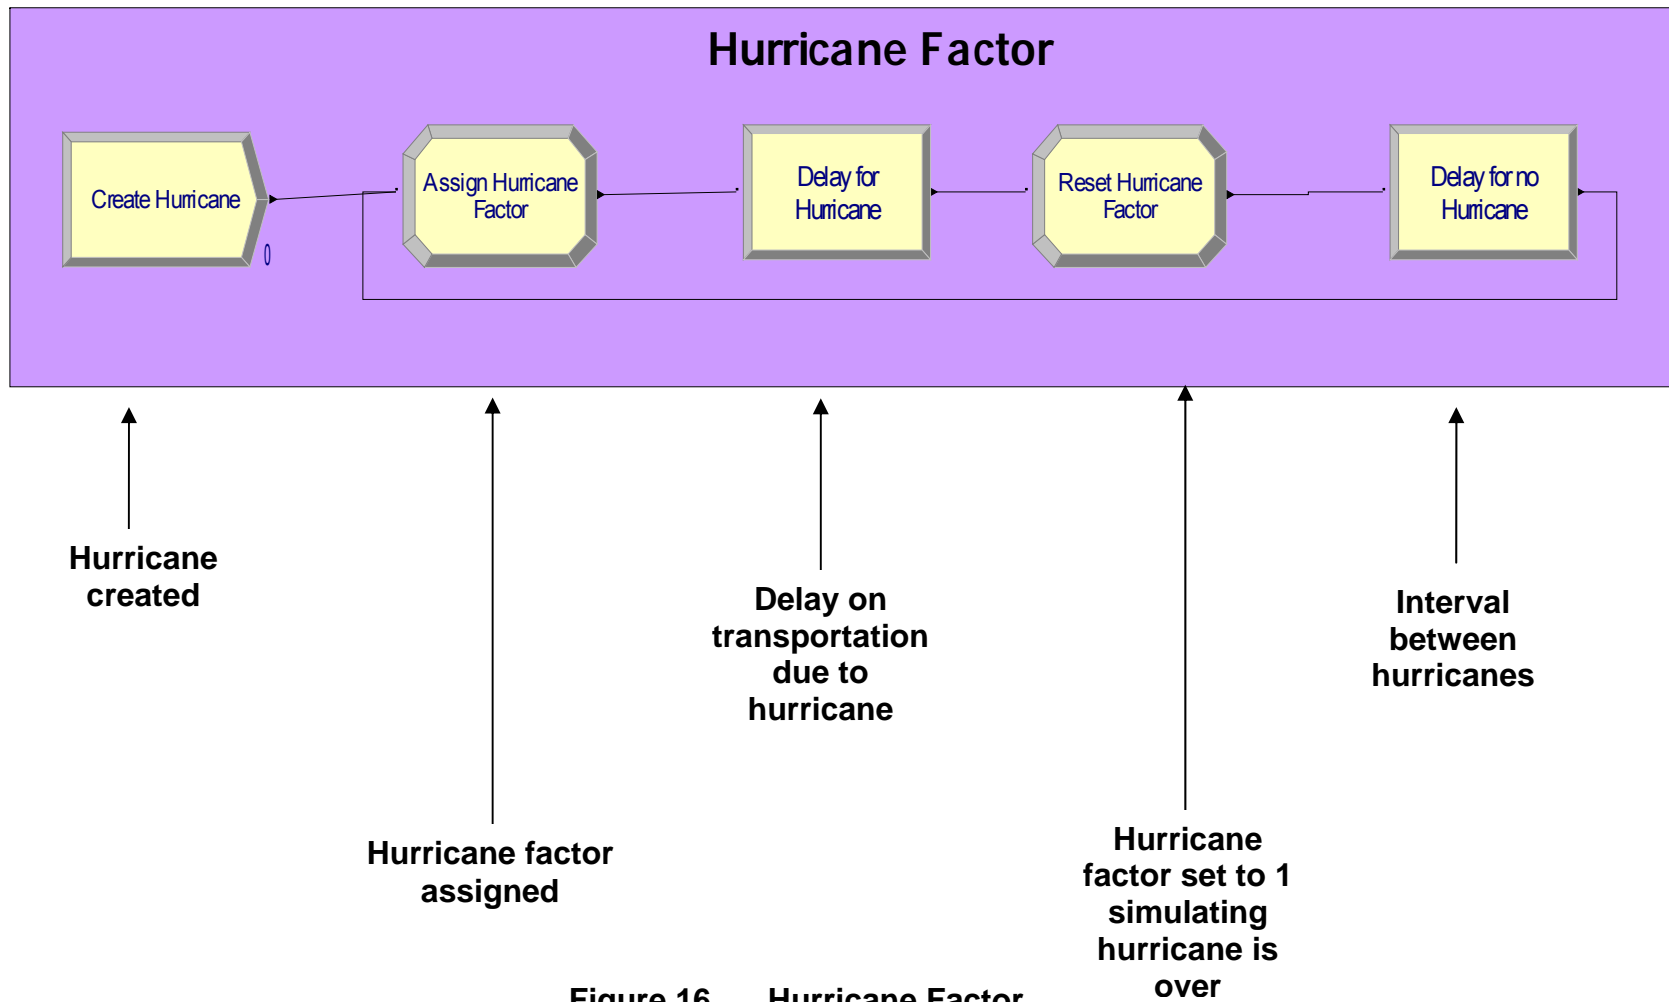 Hurricane Factor
Create Hurricane
0
Assign Hurricane
Factor
Delay for
Hurricane
Reset Hurricane
Factor
Delay for no
Hurricane
Hurricane
created
Hurricane factor
assigned
Delay on
transportation
due to
hurricane
Hurricane
factor set to 1
simulating
hurricane is
over
Interval
between
hurricanes
Figure 16 Hurricane Factor